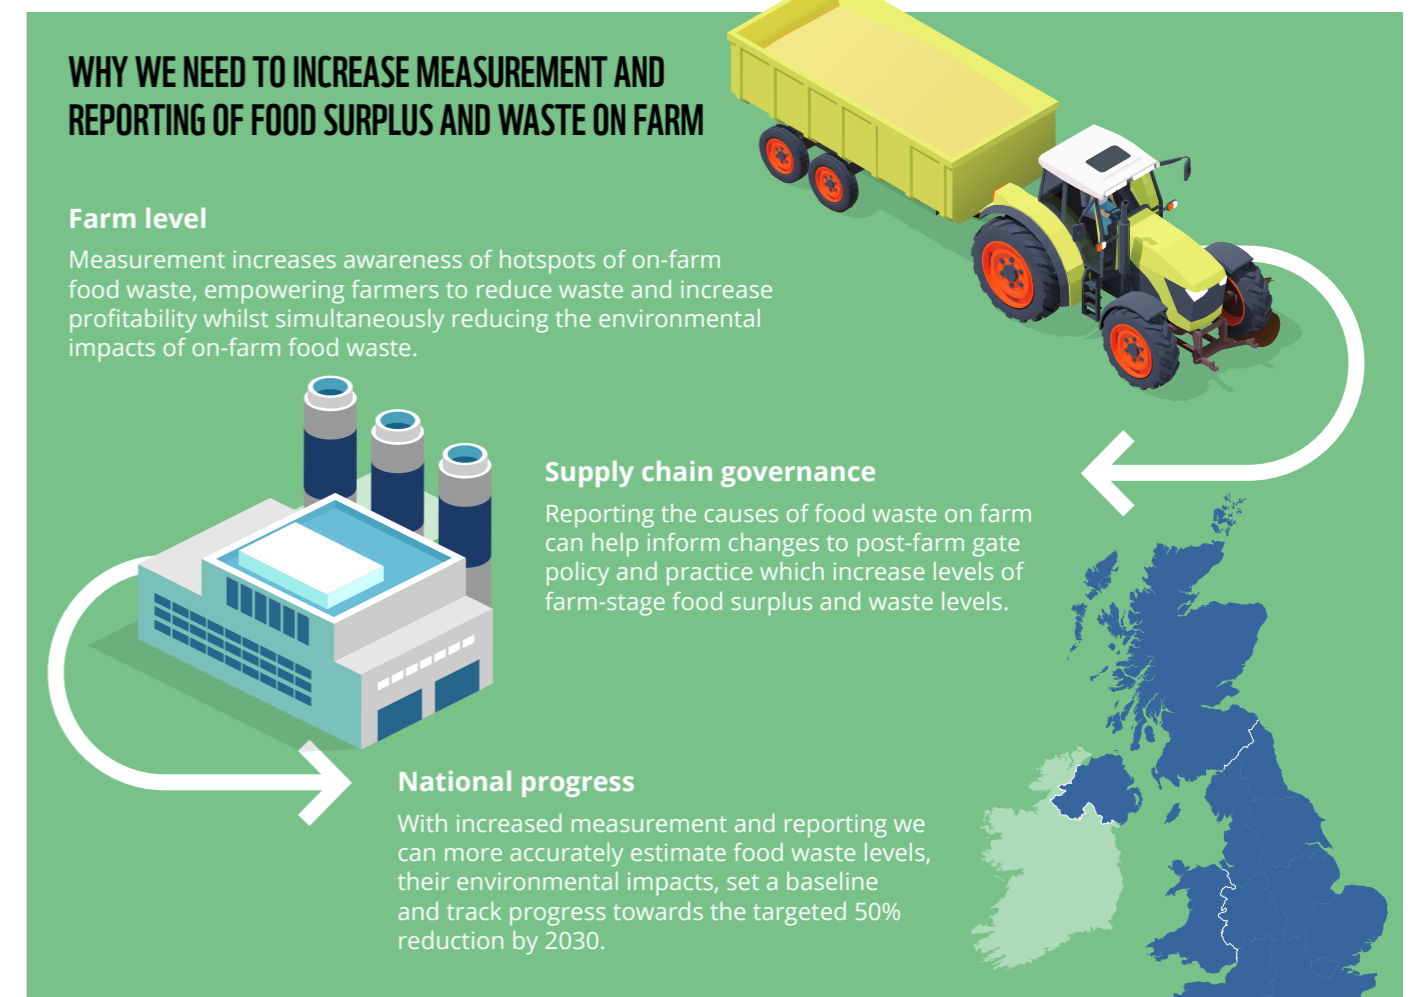 WHY WE NEED TO INCREASE MEASUREMENT AND
REPORTING OF FOOD SURPLUS AND WASTE ON FARM
Farm level
Measurement increases awareness of hotspots of on-farm
food waste, empowering farmers to reduce waste and increase
profitability whilst simultaneously reducing the environmental
impacts of on-farm food waste.
Supply chain governance
Reporting the causes of food waste on farm
can help inform changes to post-farm gate
policy and practice which increase levels of
farm-stage food surplus and waste levels.
National progress
With increased measurement and reporting we
can more accurately estimate food waste levels,
their environmental impacts, set a baseline
and track progress towards the targeted 50%
reduction by 2030.